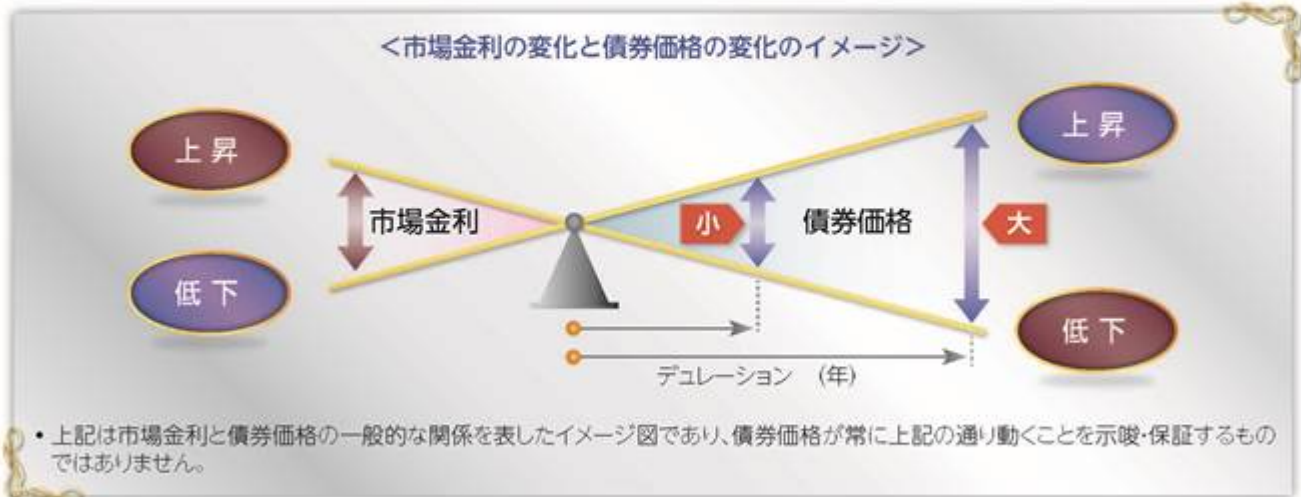 <市場金利の変化と債券価格の変化のイメージ>
上昇
上昇
市場金利
小
債券価格
大
低下
低下
デュレーション (年)
• 上記は市場金利と債券価格の一般的な関係を表したイメージ図であり、債券価格が常に上記の通り動くことを示唆・保証するもの
ではありません。